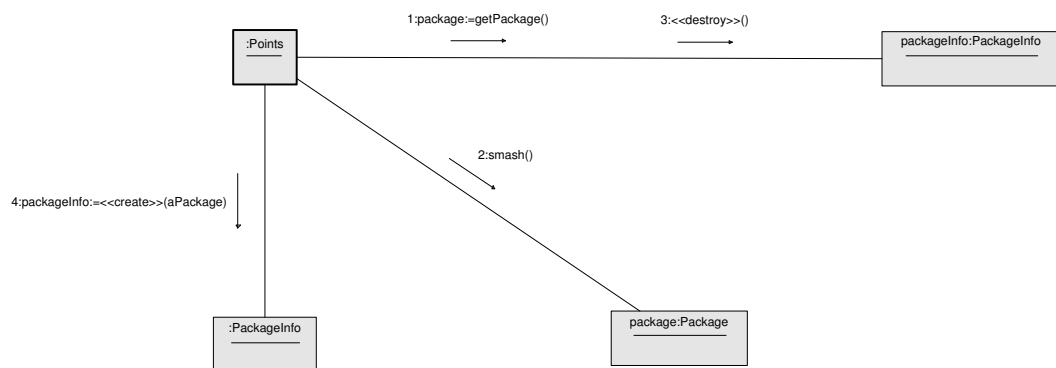 1:package:=getPackage()
3:<<destroy>>()
:Points
packageInfo:PackageInfo
2:smash()
4:packageInfo:=<<create>>(aPackage)
:PackageInfo
package:Package